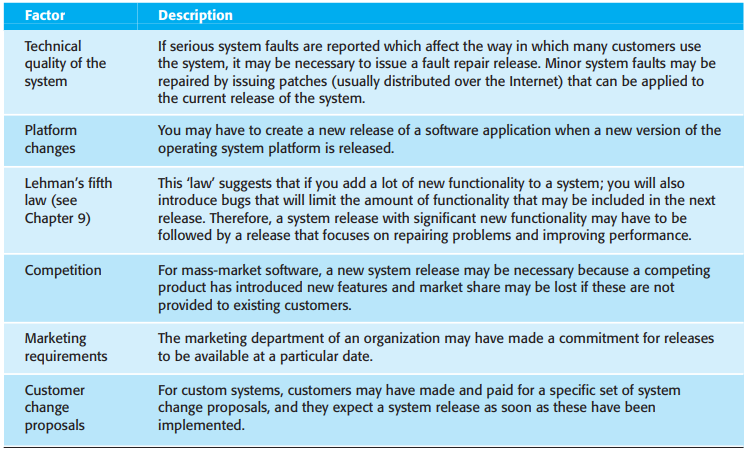 Factor Description
Technical quality of the system
If serious system faults are reported which affect the way in which many customers use
the system, it may be necessary to issue a fault repair release. Minor system faults may be
repaired by issuing patches (usually distributed over the Internet) that can be applied to
the current release of the system.
Platform
changes
You may have to create a new release of a software application when a new version of the
operating system platform is released.
Lehman’s fifth
law (see
Chapter 9)
This ‘law’ suggests that if you add a lot of new functionality to a system; you will also
introduce bugs that will limit the amount of functionality that may be included in the next
release. Therefore, a system release with significant new functionality may have to be
followed by a release that focuses on repairing problems and improving performance.
Competition
For mass-market software, a new system release may be necessary because a competing
product has introduced new features and market share may be lost if these are not
provided to existing customers.
Marketing
requirements
The marketing department of an organization may have made a commitment for releases
to be available at a particular date.
Customer
change
proposals
For custom systems, customers may have made and paid for a specific set of system
change proposals, and they expect a system release as soon as these have been
implemented.